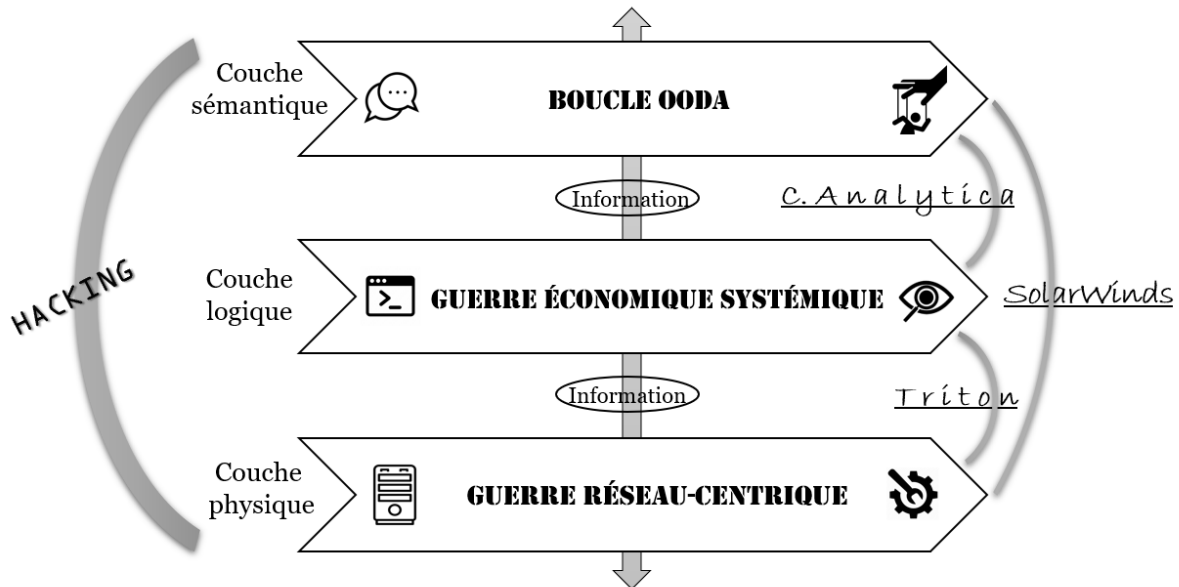 Couche
sémantique
BOUCLE OODA
Information
C.Analytica
HACKING
Couche
logique
GUERRE ÉCONOMIQUE SYSTÉMIQUE
SolarWinds
Information
Triton
Couche
physique
GUERRE RÉSEAU-CENTRIQUE